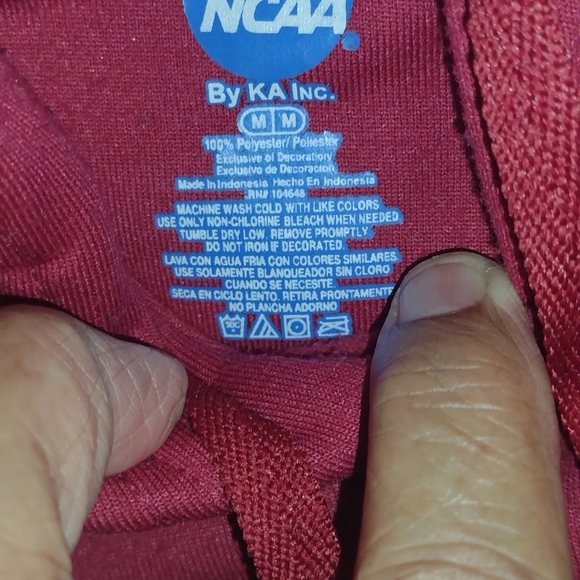 NCAA
®
By KA Inc.
M M
100% Polyester/ Poliester
Exclusive of Decoration/
Exclusivo de Decoración
Made In Indonesia Hecho En Indonesia
RN# 104648
MACHINE WASH COLD WITH LIKE COLORS
USE ONLY NON-CHLORINE BLEACH WHEN NEEDED.
TUMBLE DRY LOW. REMOVE PROMPTLY.
DO NOT IRON IF DECORATED.
LAVA CON AGUA FRIA CON COLORES SIMILARES.
USE SOLAMENTE BLANQUEADOR SIN CLORO
CUANDO SE NECESITE.
SECA EN CICLO LENTO. RETIRA PRONTAMENTE
NO PLANCHA ADORNO
30C